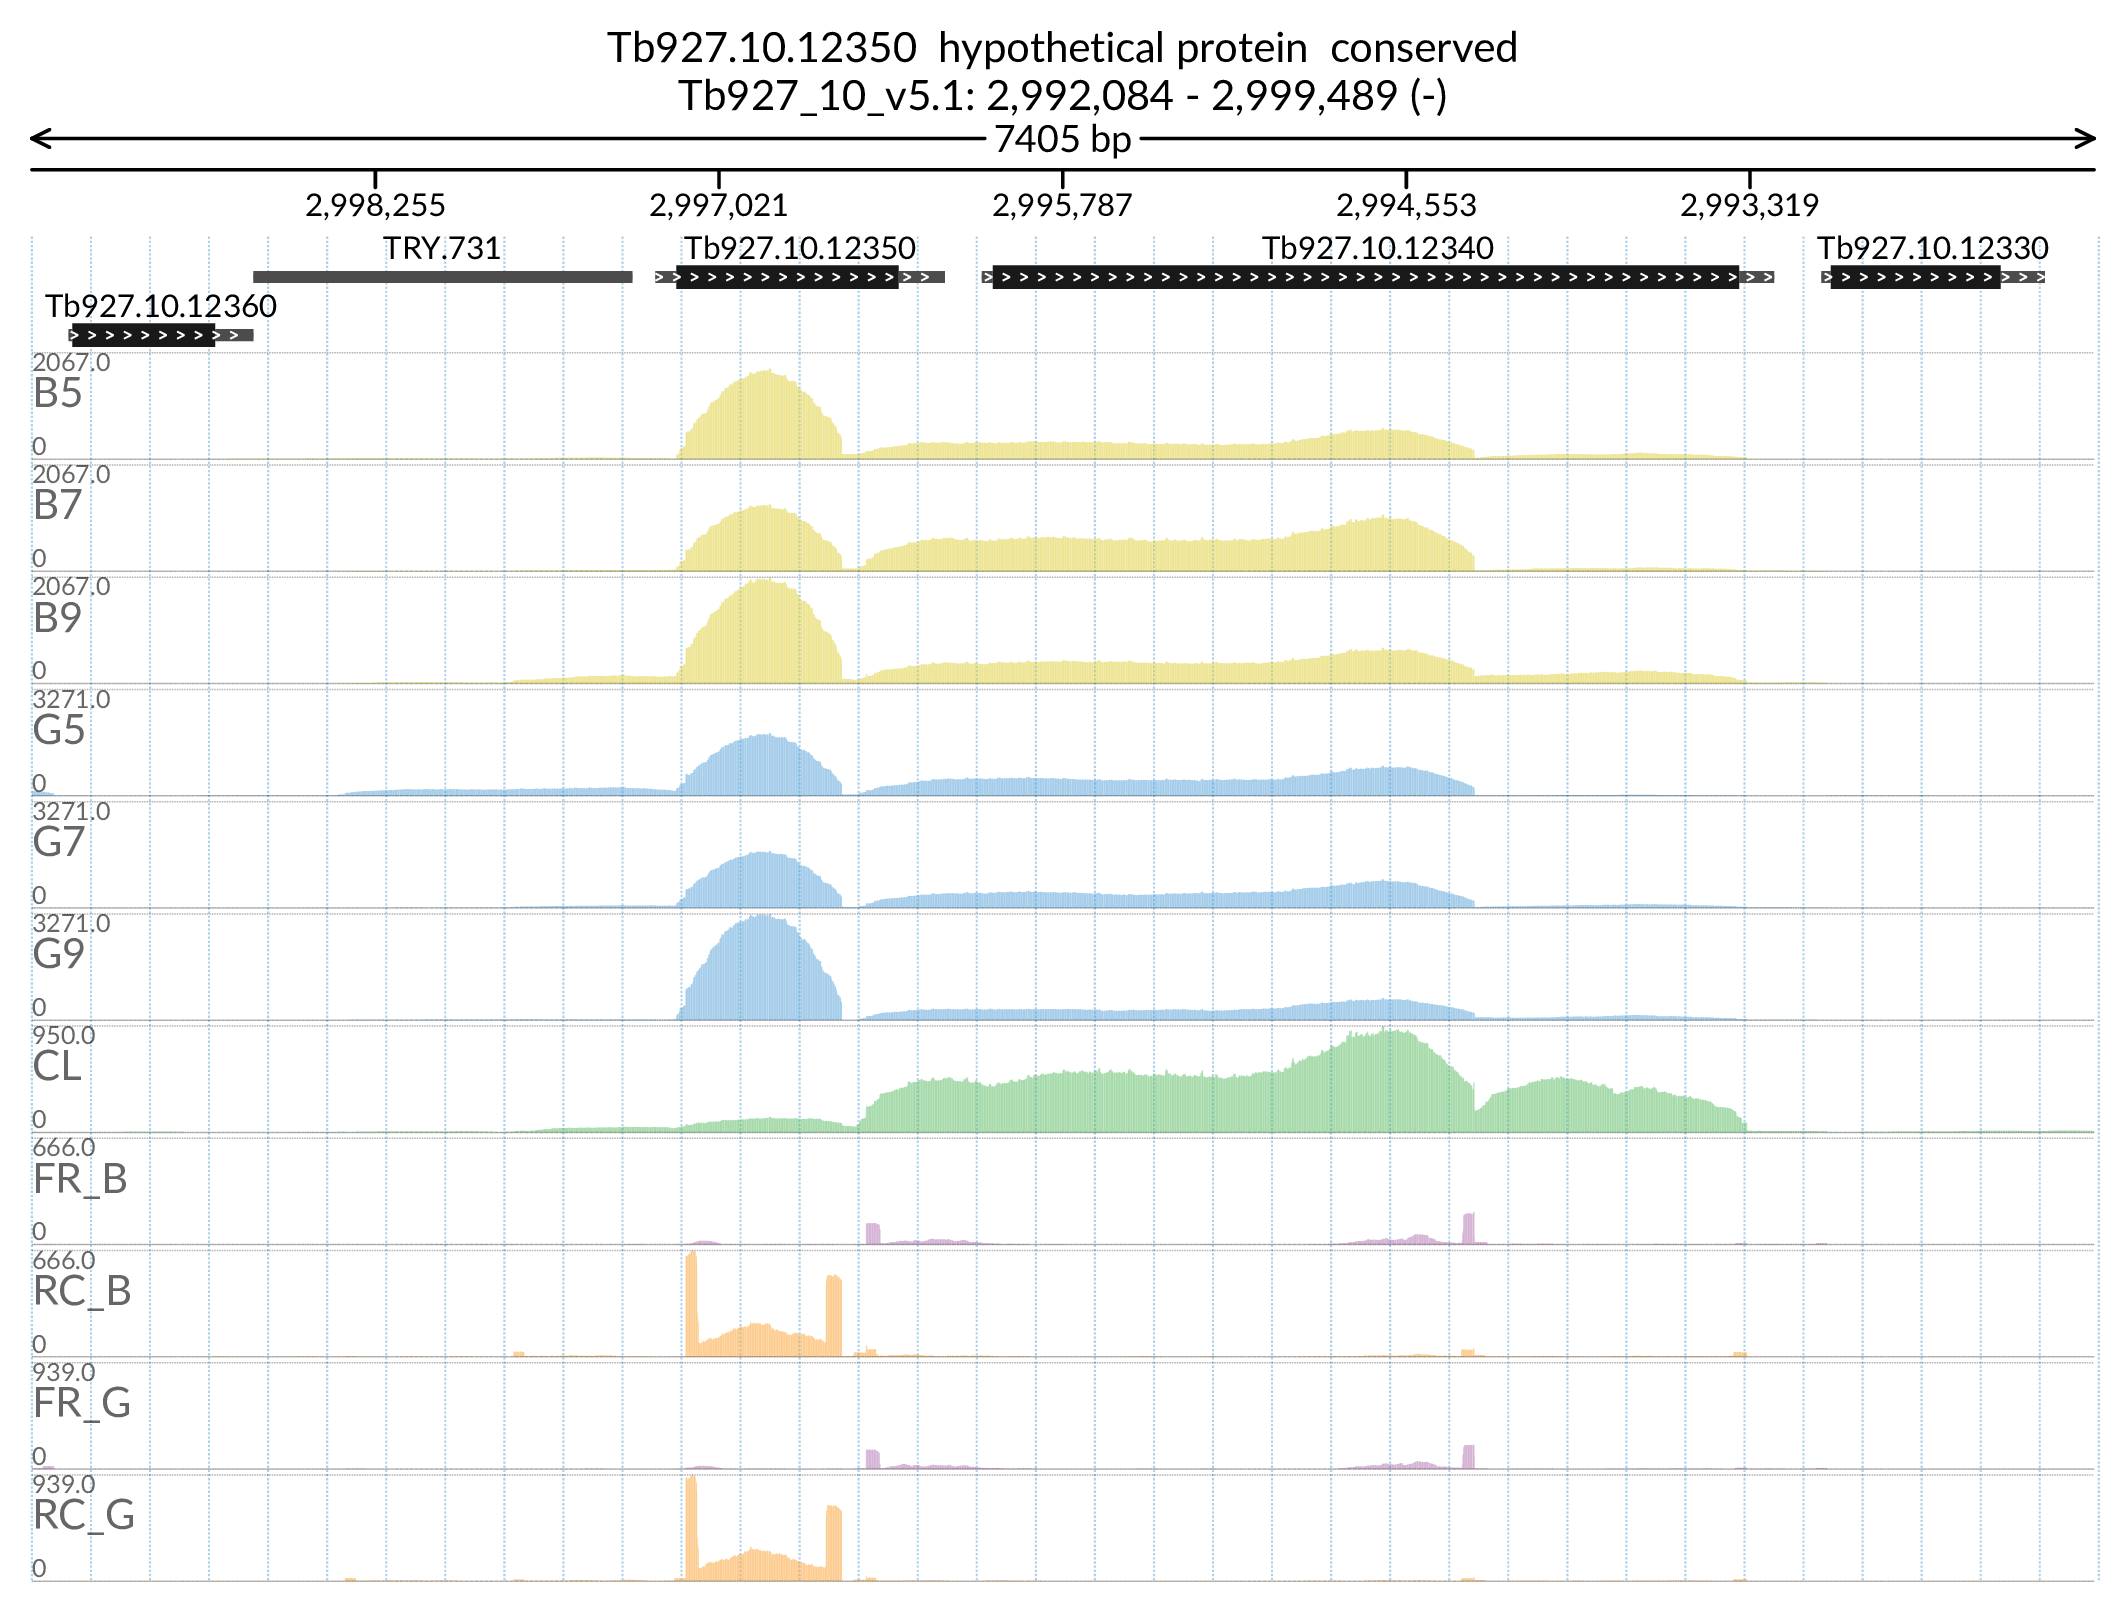 Tb927.10.12350  hypothetical protein  conserved
Tb927_10_v5.1: 2,992,084 - 2,999,489 (-)
7405 bp
2,998,255 2,997,021 2,995,787 2,994,553 2,993,319
TRY.731 Tb927.10.12350 Tb927.10.12340 Tb927.10.12330
Tb927.10.12360
2067.0
B5
0
2067.0
B7
0
2067.0
B9
0
3271.0
G5
0
3271.0
G7
0
3271.0
G9
0
950.0
CL
0
666.0
FR_B
0
666.0
RC_B
0
939.0
FR_G
0
939.0
RC_G
0